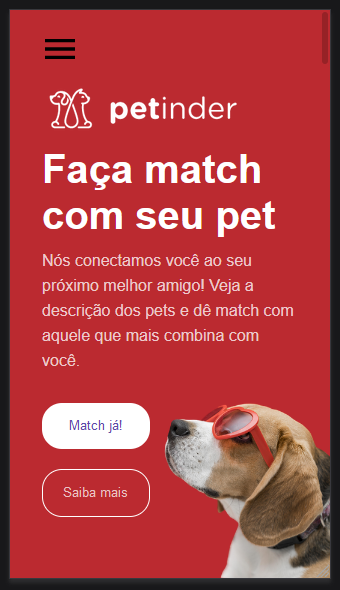 petinder
Faça match
com seu pet
Nós conectamos você ao seu
próximo melhor amigo! Veja a
descrição dos pets e dê match com
aquele que mais combina com
você.
Match já!
Saiba mais